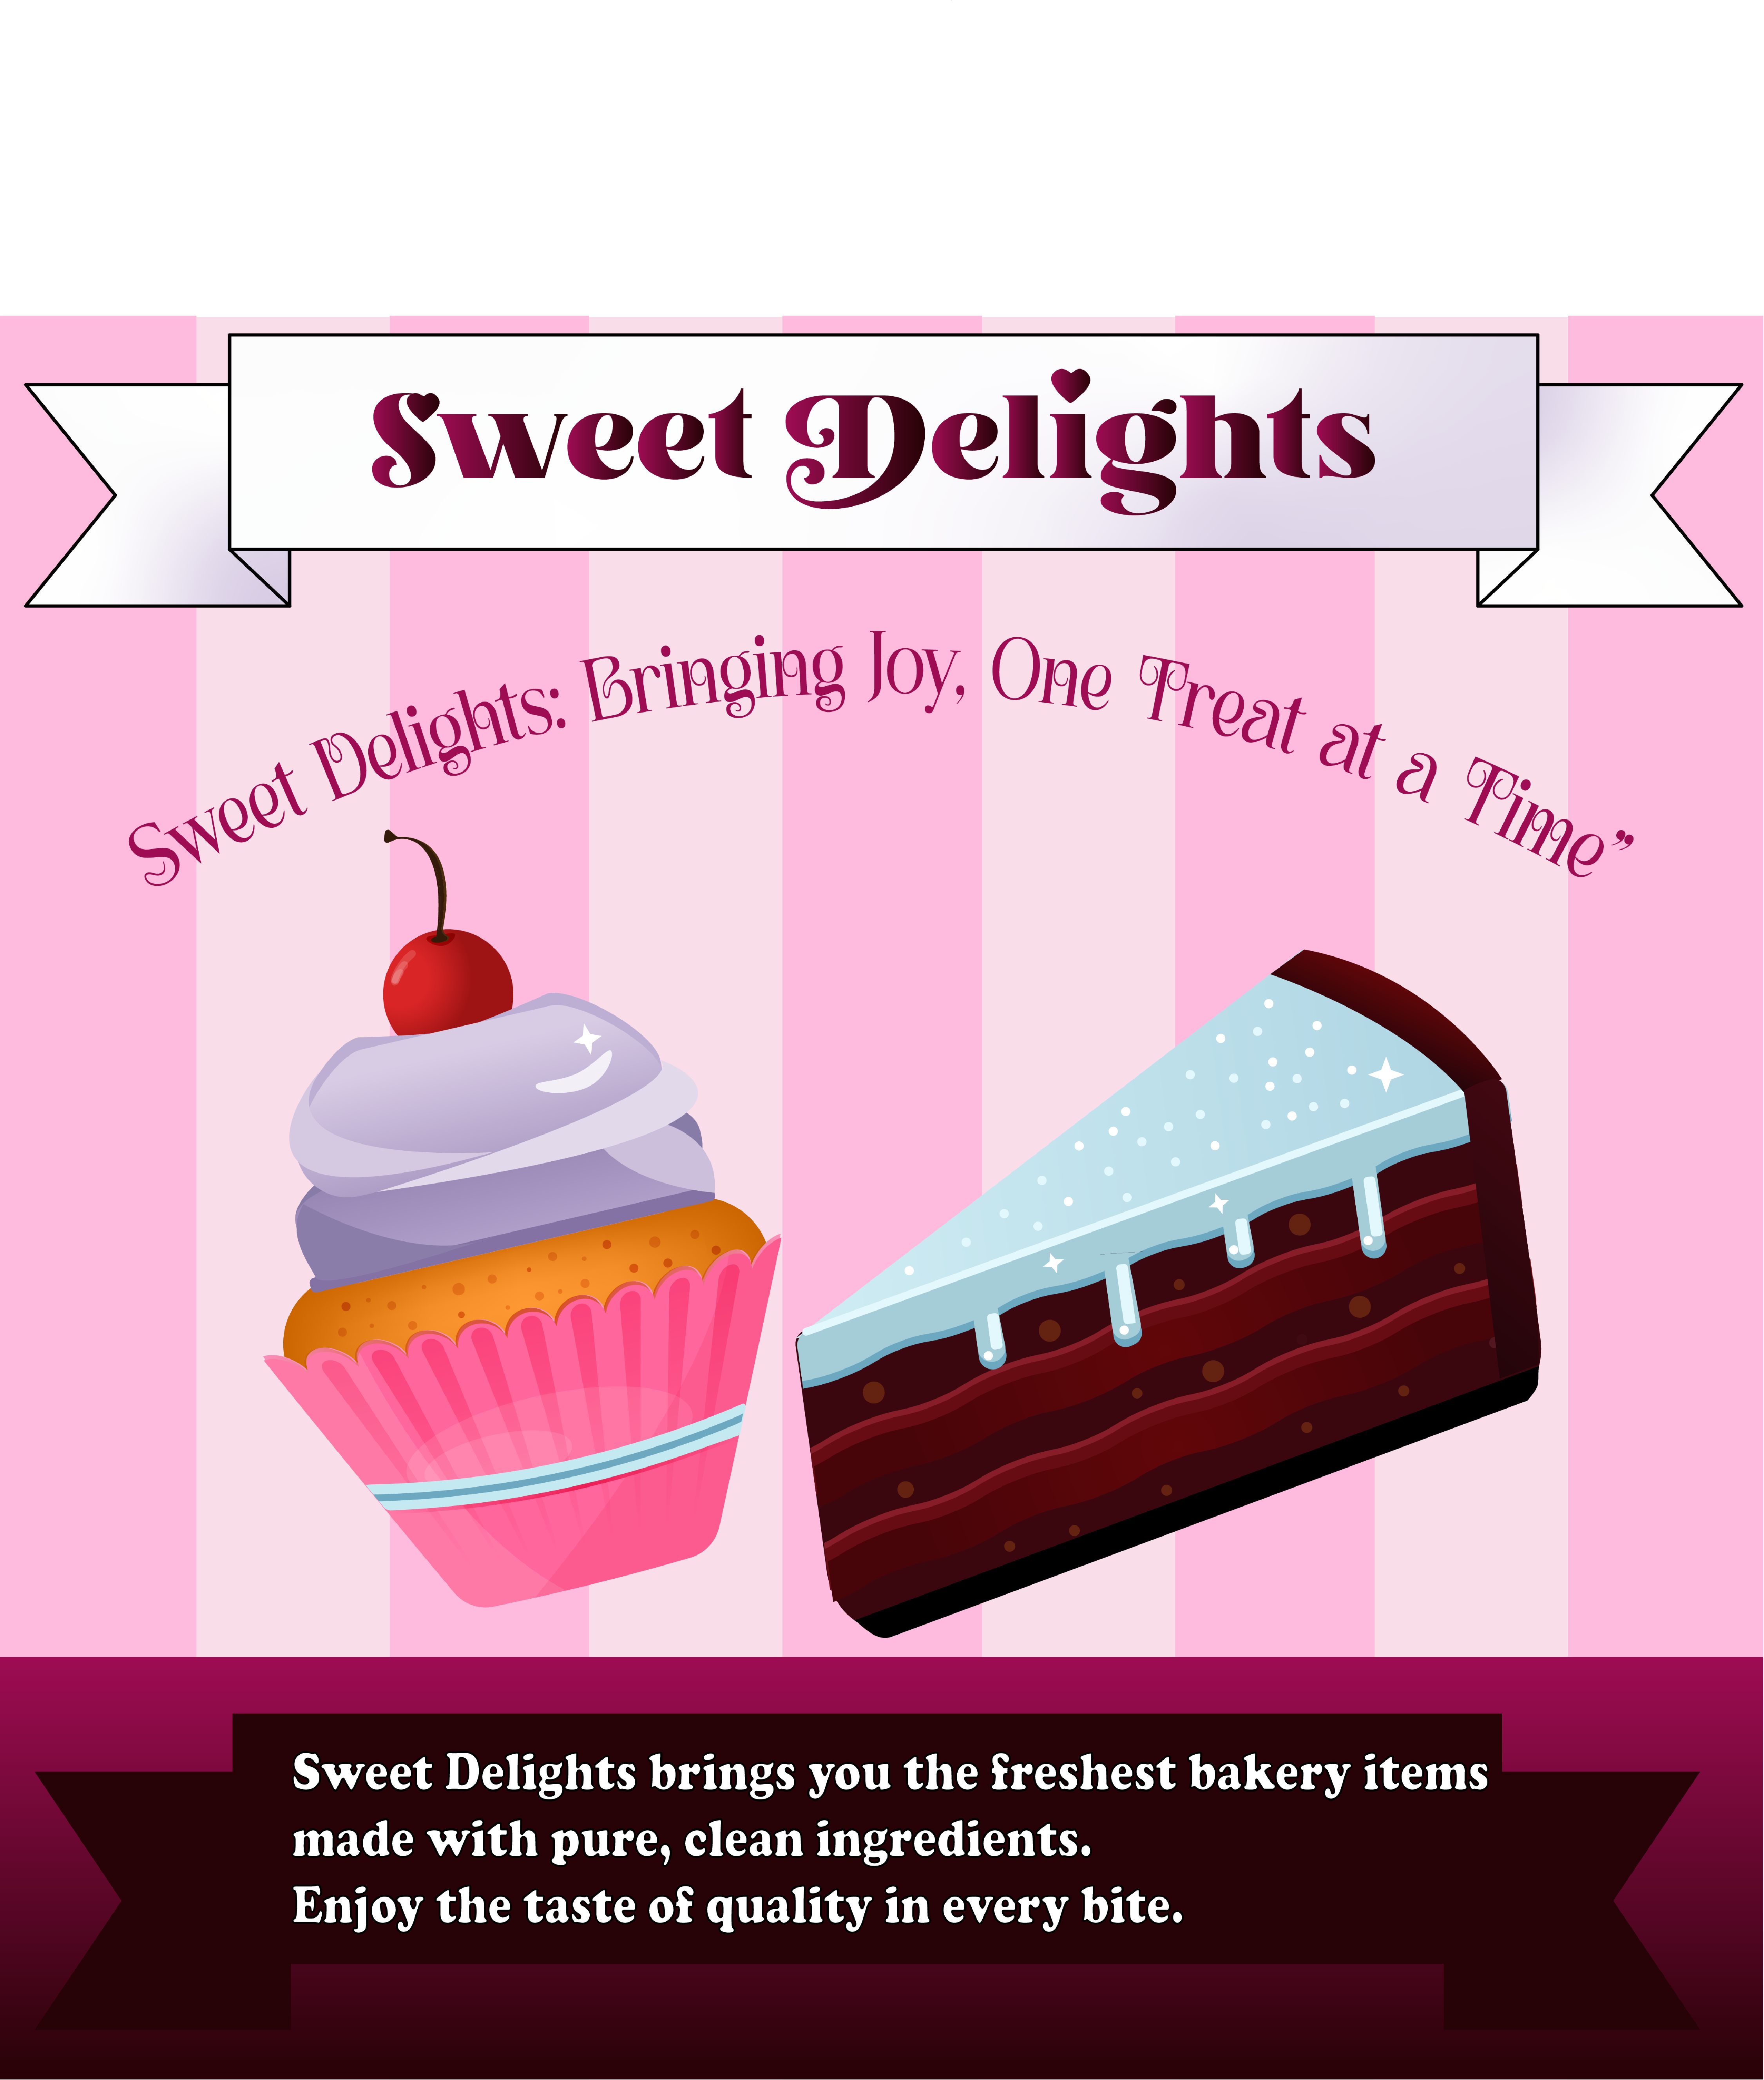 Sweet Delights
Sweet Delights: Bringing Joy, One Treat at a Time”
Sweet Delights brings you the freshest bakery items
made with pure, clean ingredients.
Enjoy the taste of quality in every bite.